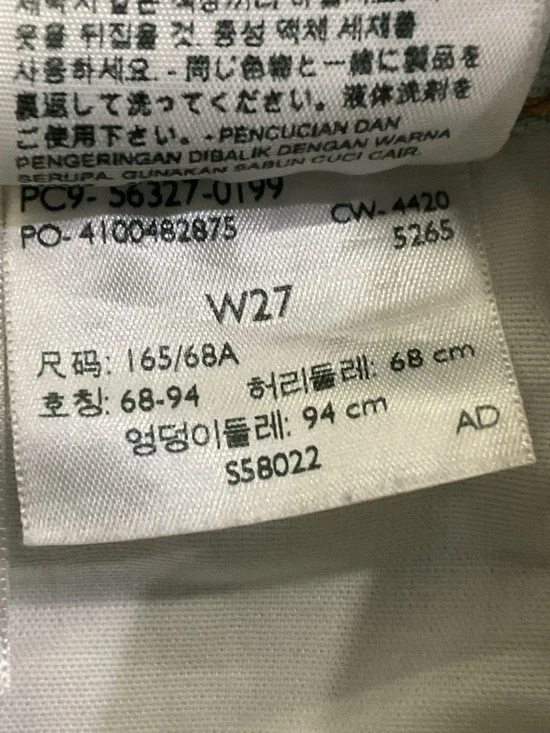 옷을 뒤집을 것. 중성 액체 세제를
사용하세요. - 同じ色物と一緒に製品を
裏返して洗ってください。液体洗剤を
ご使用下さい。 - PENCUCIAN DAN
PENGERINGAN DIBALIK DENGAN WARNA
SERUPA. GUNAKAN SABUN CUCI CAIR.
PC9- 56327-0199
CW- 4420
PO- 4100482875
5265
W27
尺码: 165/68A
호칭: 68-94 허리둘레: 68 cm
엉덩이둘레: 94 cm
AD
S58022